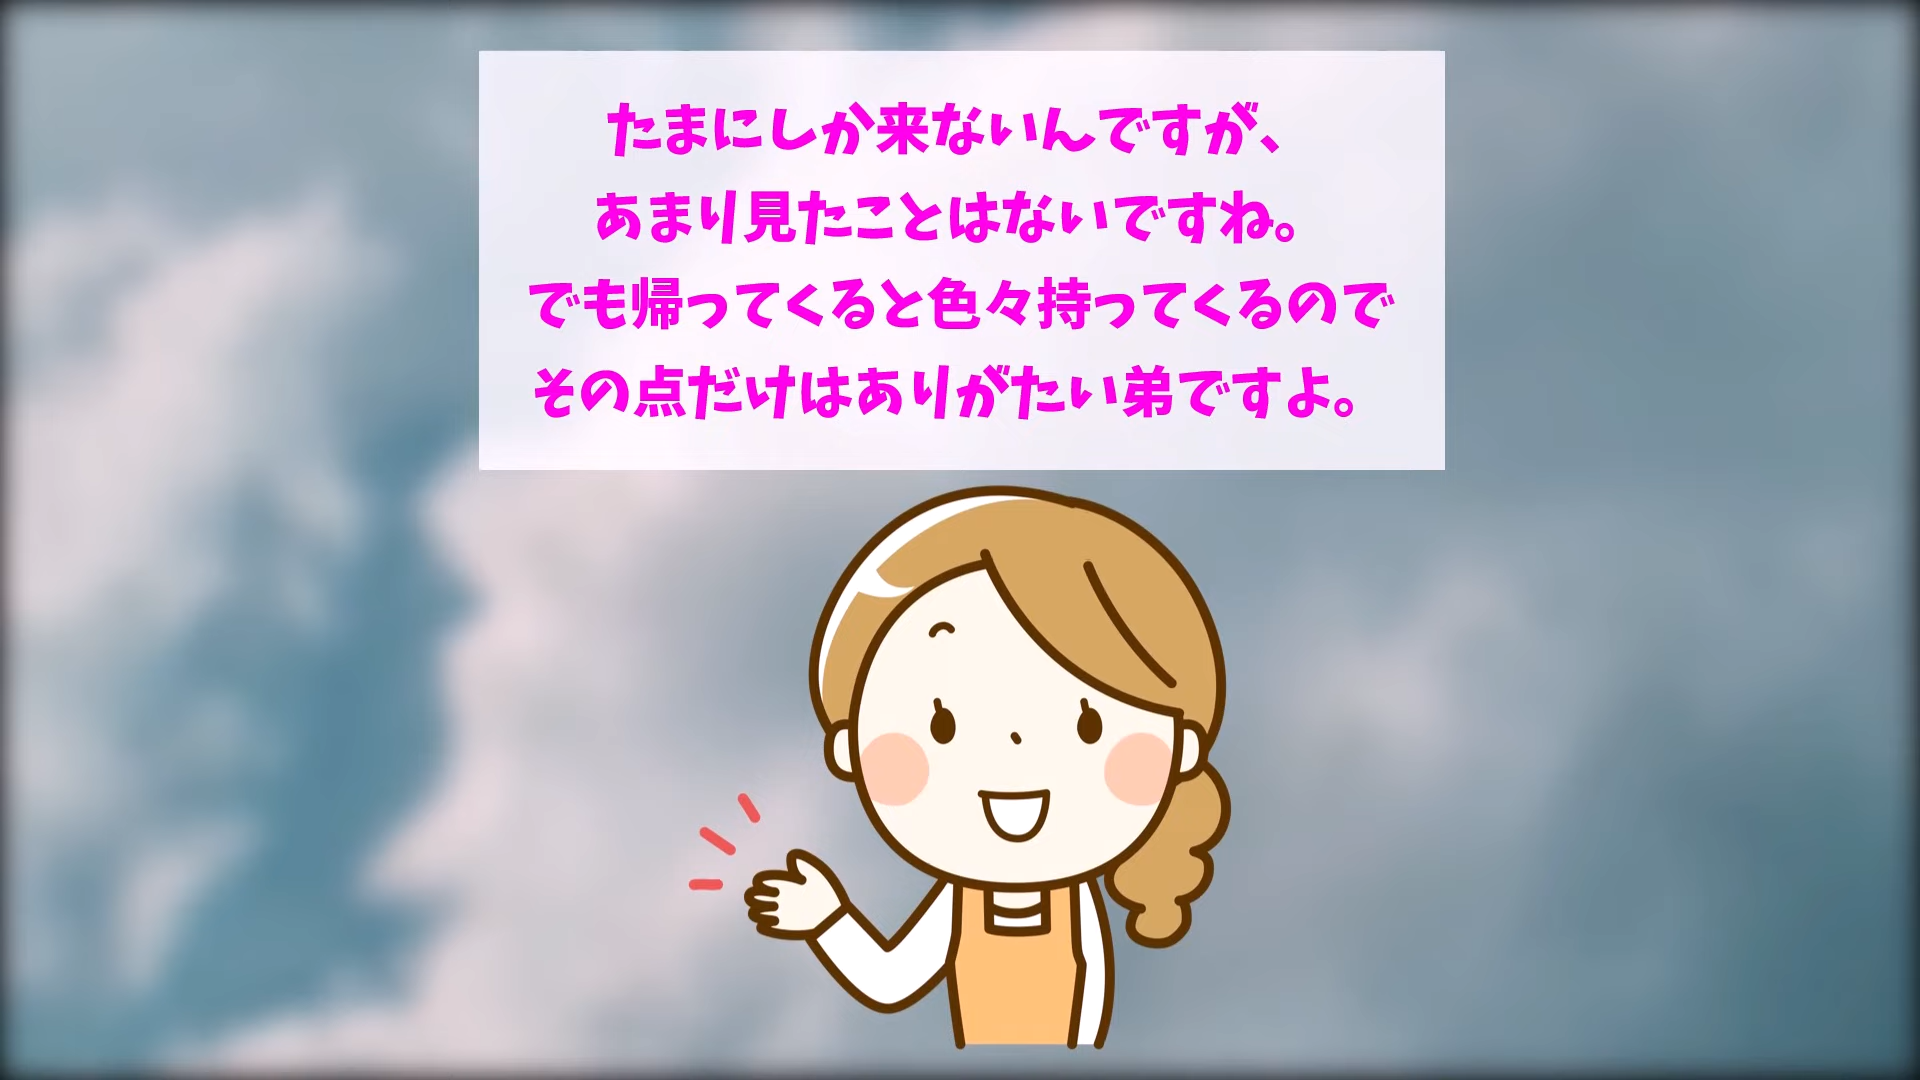 たまにしか来ないんですが、
あまり見たことはないですね。
でも帰ってくると色々持ってくるので
その点だけはありがたい弟ですよ。